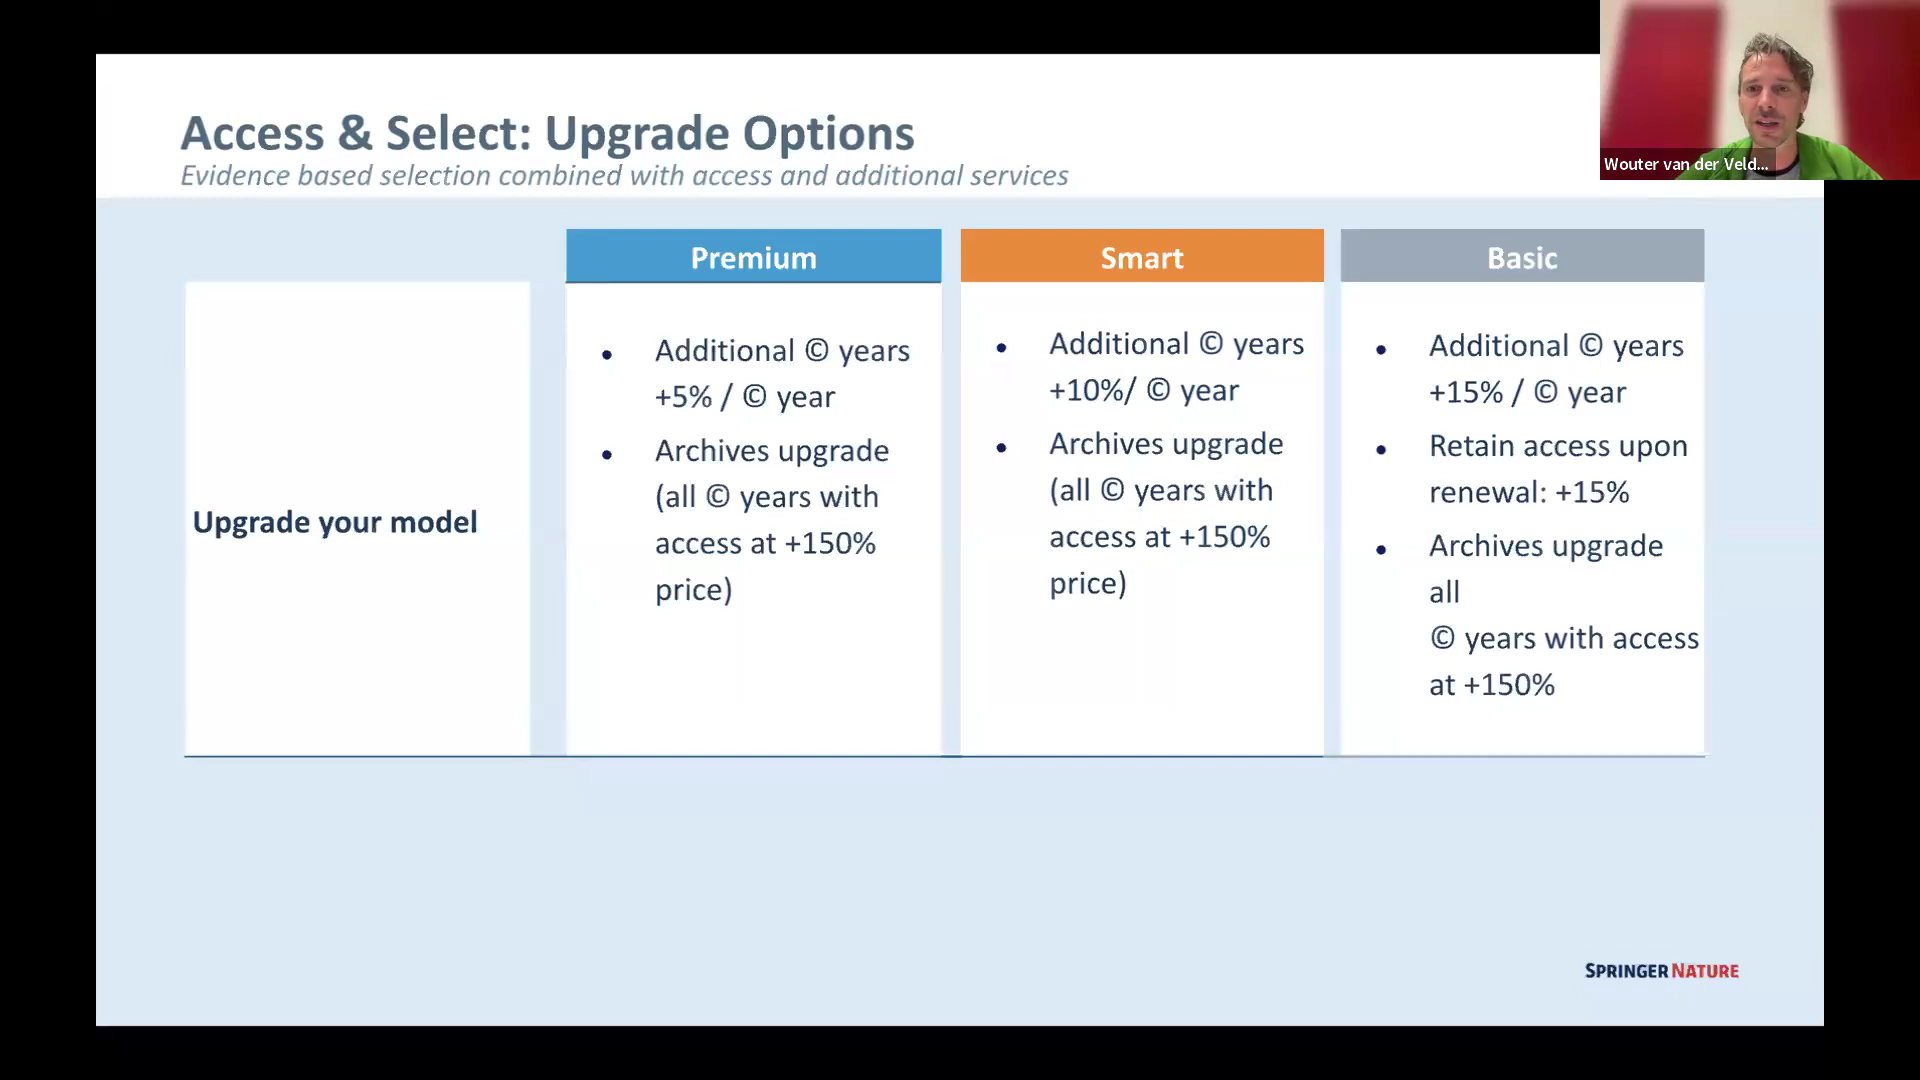 Access & Select: Upgrade Options
Evidence based selection combined with access and additional services
Wouter van der Veld...
Premium
Smart
Basic
Upgrade your model
• Additional © years
+5% / © year
• Archives upgrade
(all © years with
access at +150%
price)
• Additional © years
+10%/ © year
• Archives upgrade
(all © years with
access at +150%
price)
• Additional © years
+15% / © year
• Retain access upon
renewal: +15%
• Archives upgrade
all
© years with access
at +150%
SPRINGER NATURE